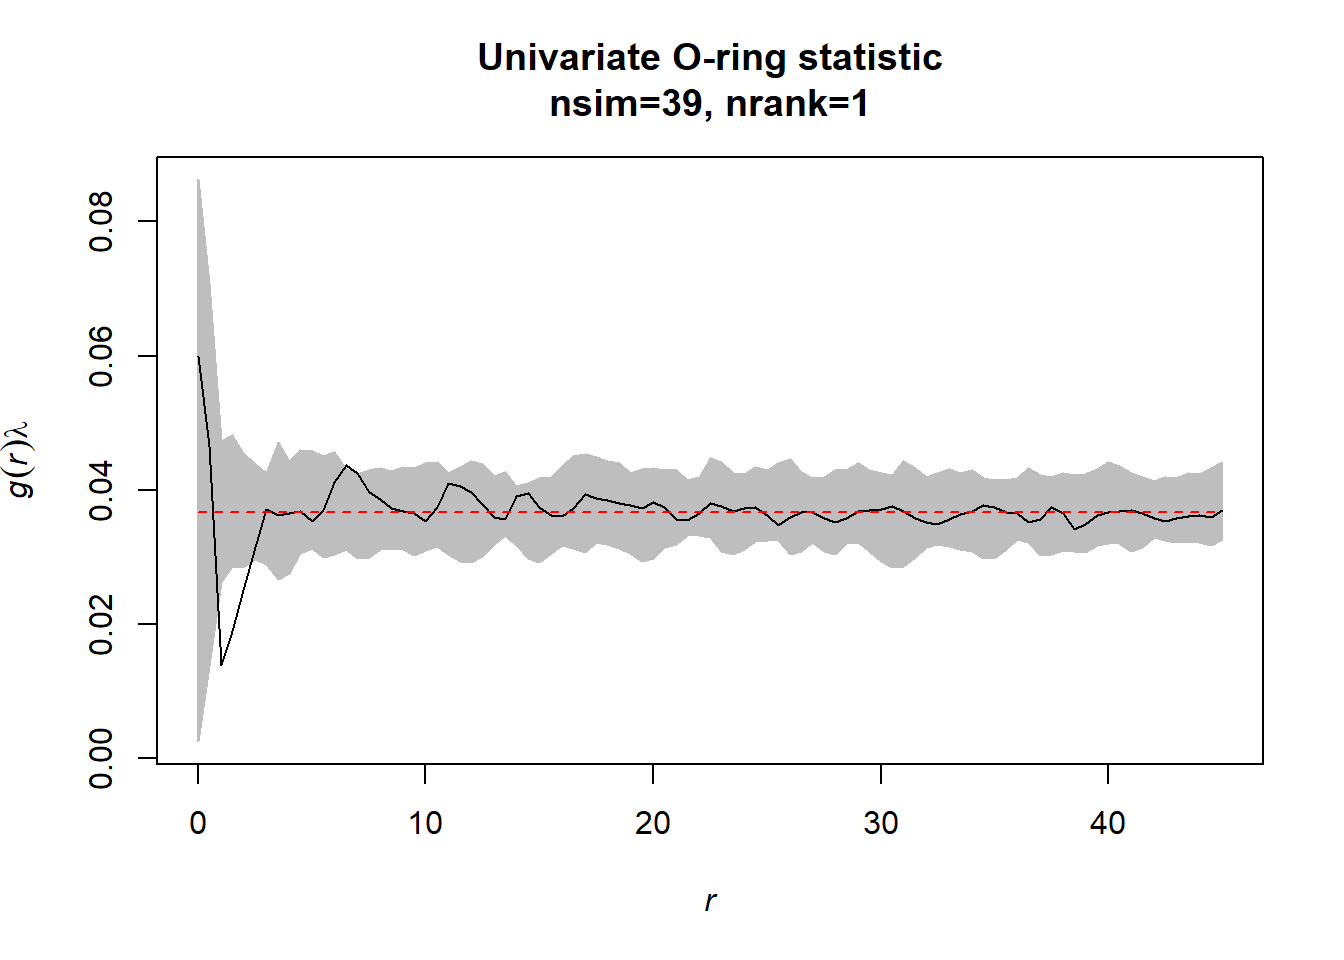 Univariate O-ring statistic
nsim=39, nrank=1
g(r)λ
0.08
0.06
0.04
0.02
0.00
0 10 20 30 40
r